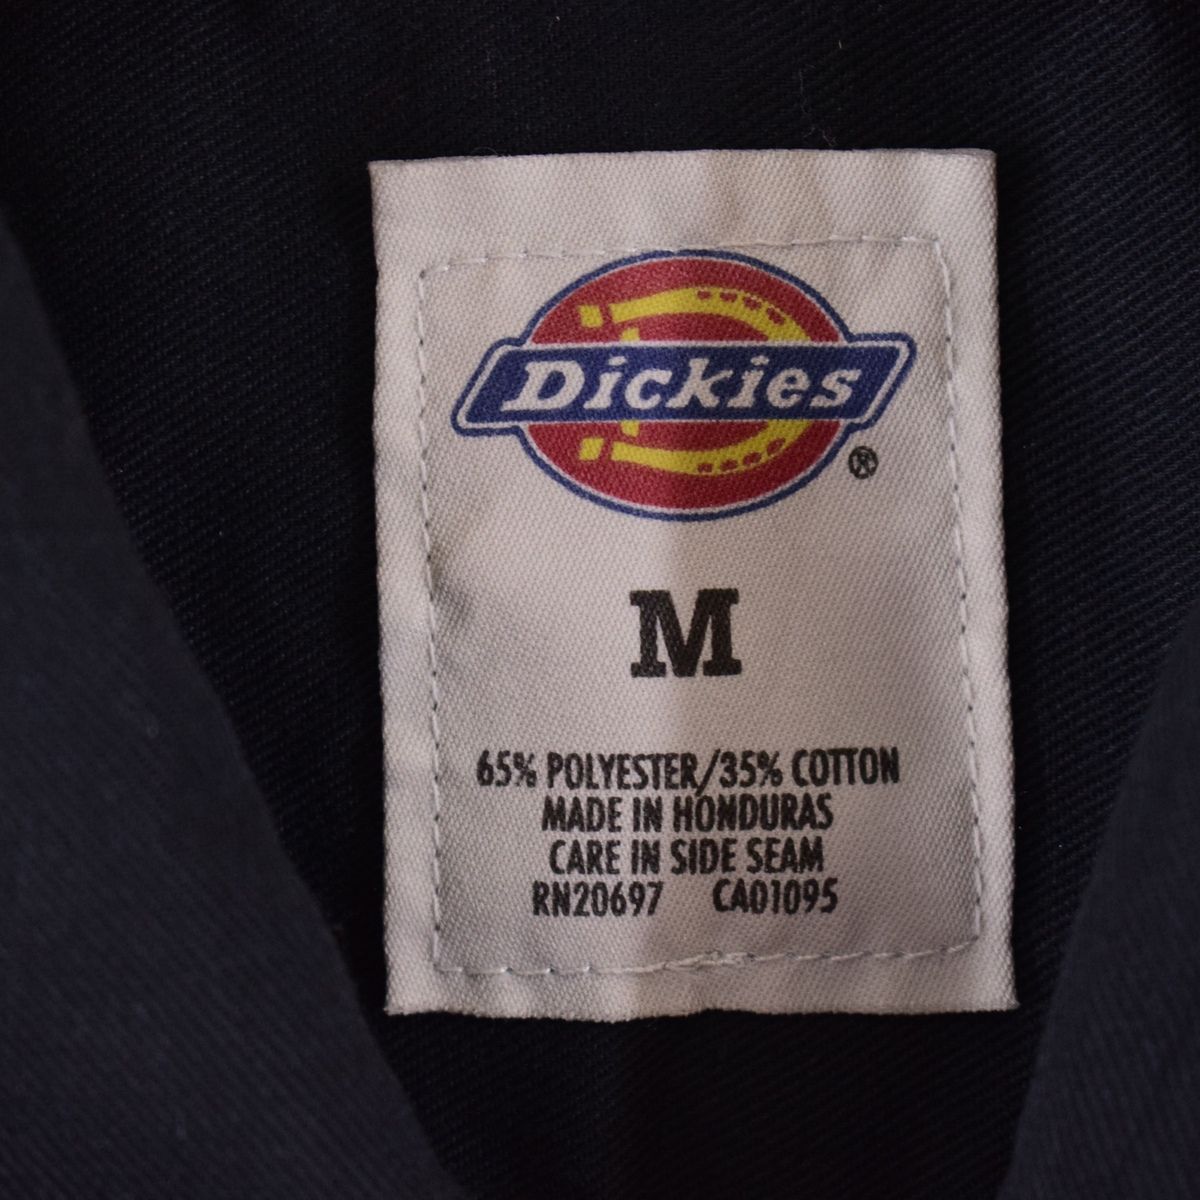 Dickies
®
M
65% POLYESTER/35% COTTON
MADE IN HONDURAS
CARE IN SIDE SEAM
RN20697 CA01095